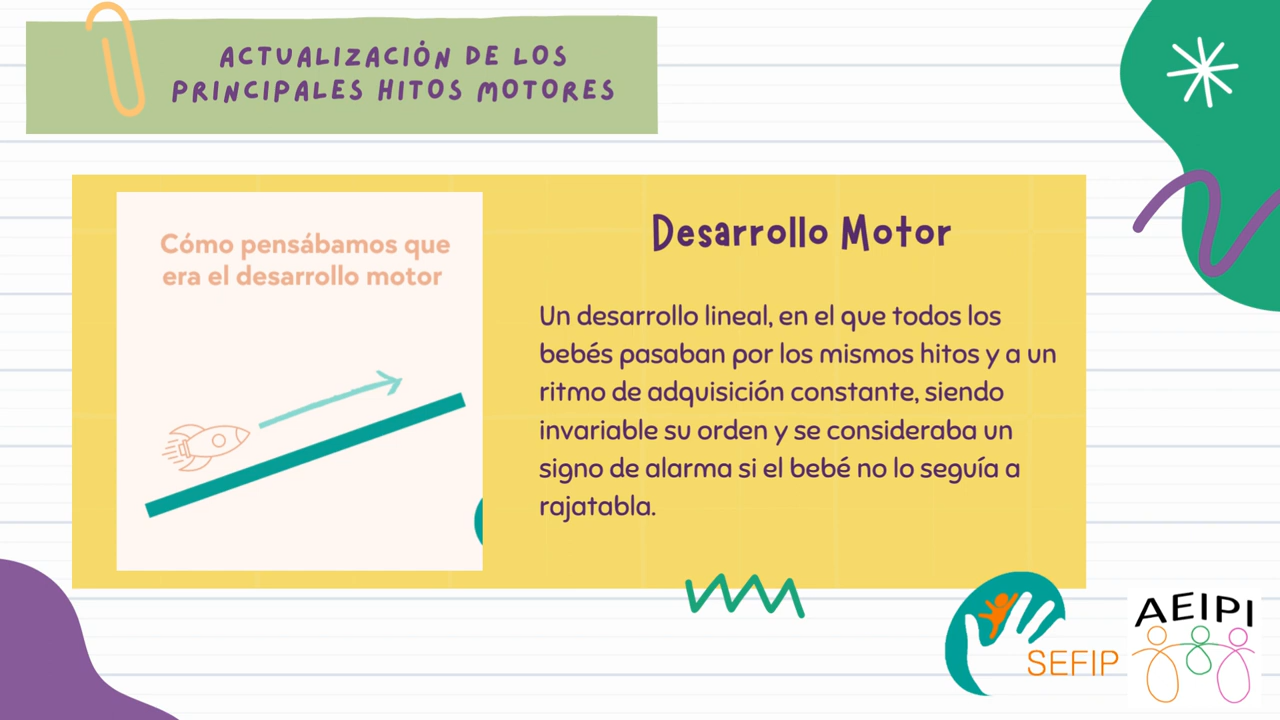 ACTUALIZACIÓN DE LOS
PRINCIPALES HITOS MOTORES
Cómo pensábamos que
era el desarrollo motor
Desarrollo Motor
Un desarrollo lineal, en el que todos los
bebés pasaban por los mismos hitos y a un
ritmo de adquisición constante, siendo
invariable su orden y se consideraba un
signo de alarma si el bebé no lo seguía a
rajatabla.
SEFIP
AEIPI